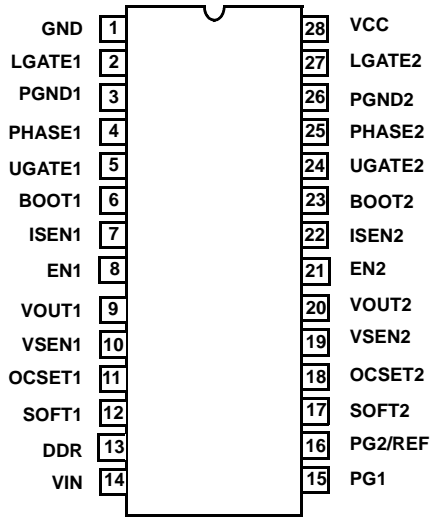 GND 1 28 VCC
LGATE1 2 27 LGATE2
PGND1 3 26 PGND2
PHASE1 4 25 PHASE2
UGATE1 5 24 UGATE2
BOOT1 6 23 BOOT2
ISEN1 7 22 ISEN2
EN1 8 21 EN2
VOUT1 9 20 VOUT2
VSEN1 10 19 VSEN2
OCSET1 11 18 OCSET2
SOFT1 12 17 SOFT2
DDR 13 16 PG2/REF
VIN 14 15 PG1